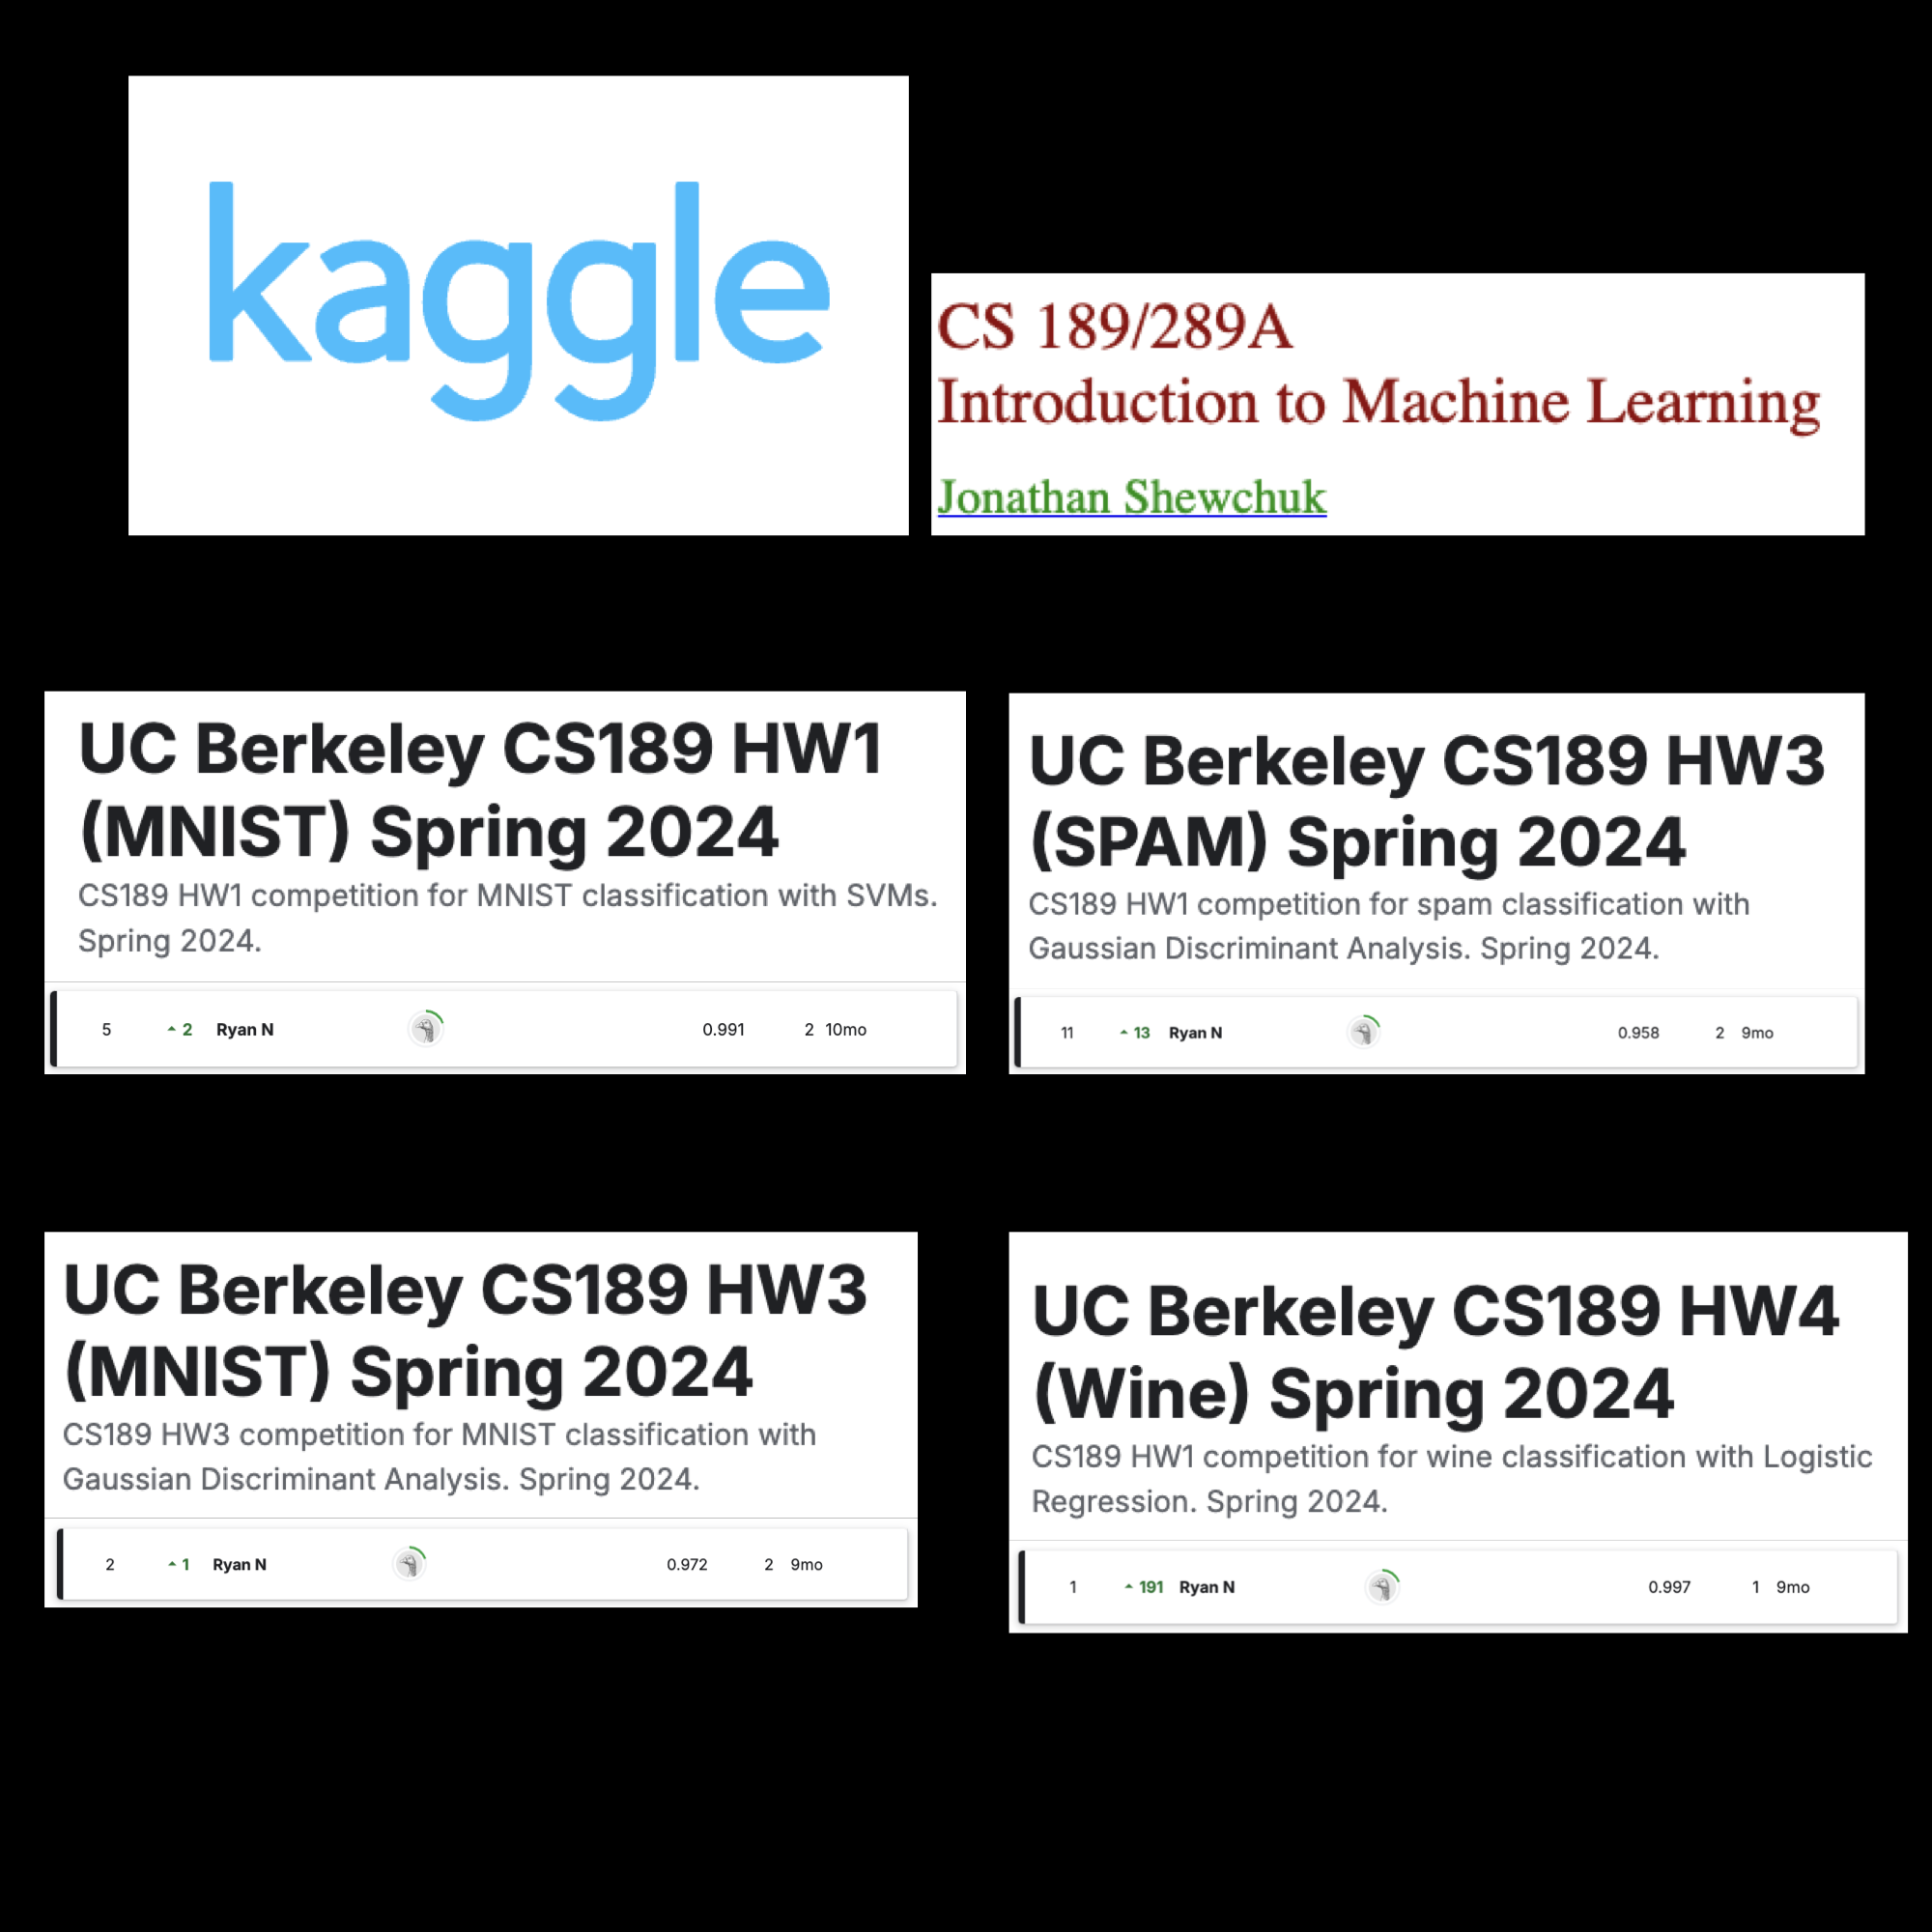 kaggle
CS 189/289A
Introduction to Machine Learning
Jonathan Shewchuk
UC Berkeley CS189 HW1
(MNIST) Spring 2024
CS189 HW1 competition for MNIST classification with SVMs.
Spring 2024.
5 2 Ryan N 0.991 2 10mo
UC Berkeley CS189 HW3
(SPAM) Spring 2024
CS189 HW1 competition for spam classification with
Gaussian Discriminant Analysis. Spring 2024.
11 13 Ryan N 0.958 2 9mo
UC Berkeley CS189 HW3
(MNIST) Spring 2024
CS189 HW3 competition for MNIST classification with
Gaussian Discriminant Analysis. Spring 2024.
2 1 Ryan N 0.972 2 9mo
UC Berkeley CS189 HW4
(Wine) Spring 2024
CS189 HW1 competition for wine classification with Logistic
Regression. Spring 2024.
1 191 Ryan N 0.997 1 9mo